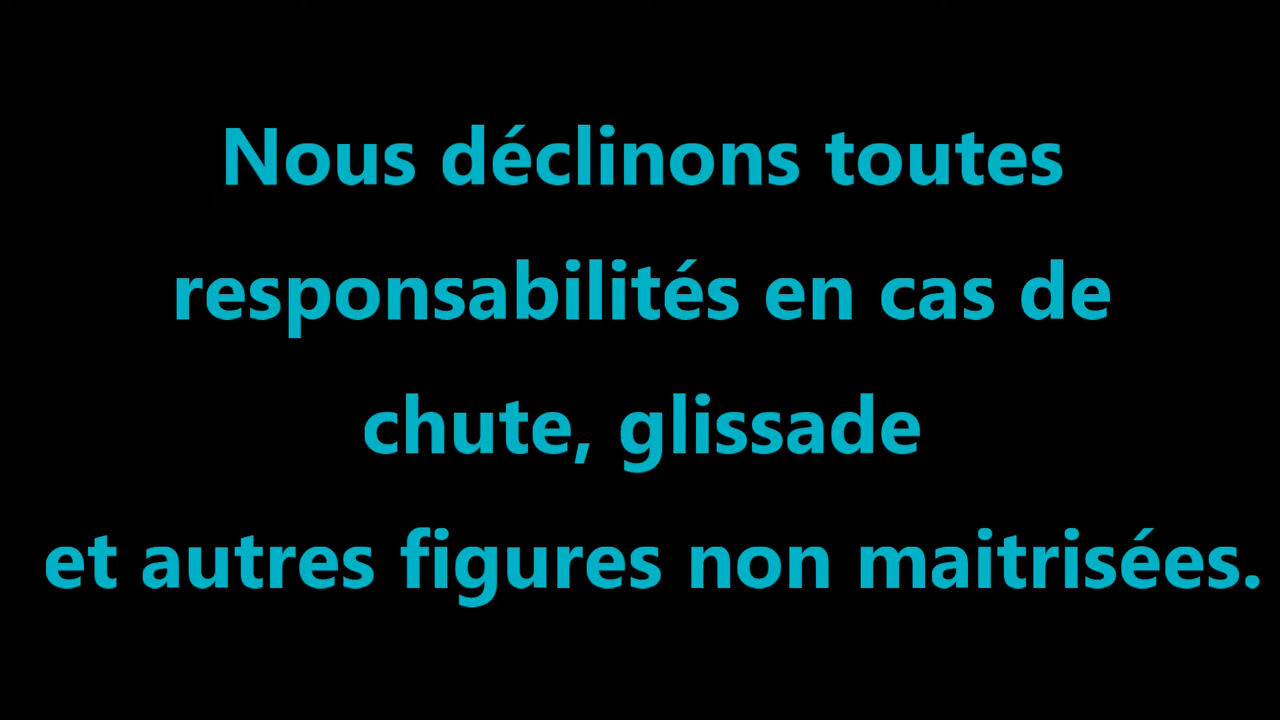 Nous déclinons toutes
responsabilités en cas de
chute, glissade
et autres figures non maitrisées.